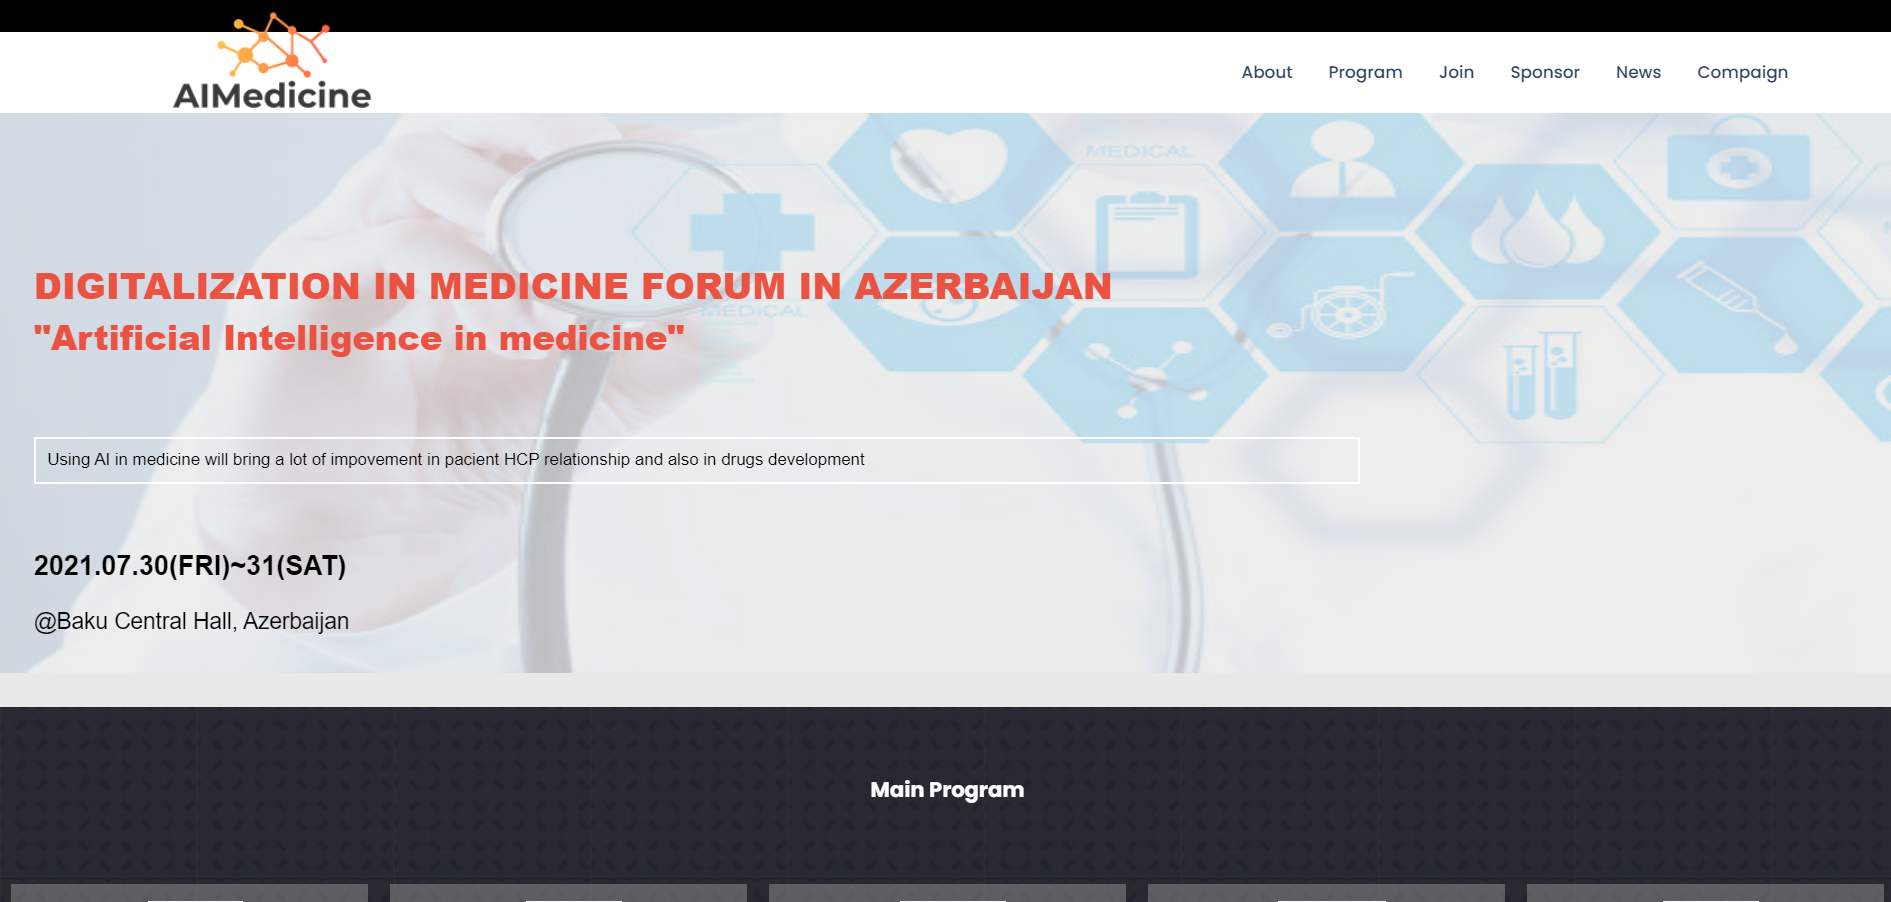 AIMedicine
About
Program
Join
Sponsor
News
Compaign
MEDICAL
DIGITALIZATION IN MEDICINE FORUM IN AZERBAIJAN
MEDICAL
"Artificial Intelligence in medicine"
Using AI in medicine will bring a lot of impovement in pacient HCP relationship and also in drugs development
2021.07.30(FRI)~31(SAT)
@Baku Central Hall, Azerbaijan
Main Program